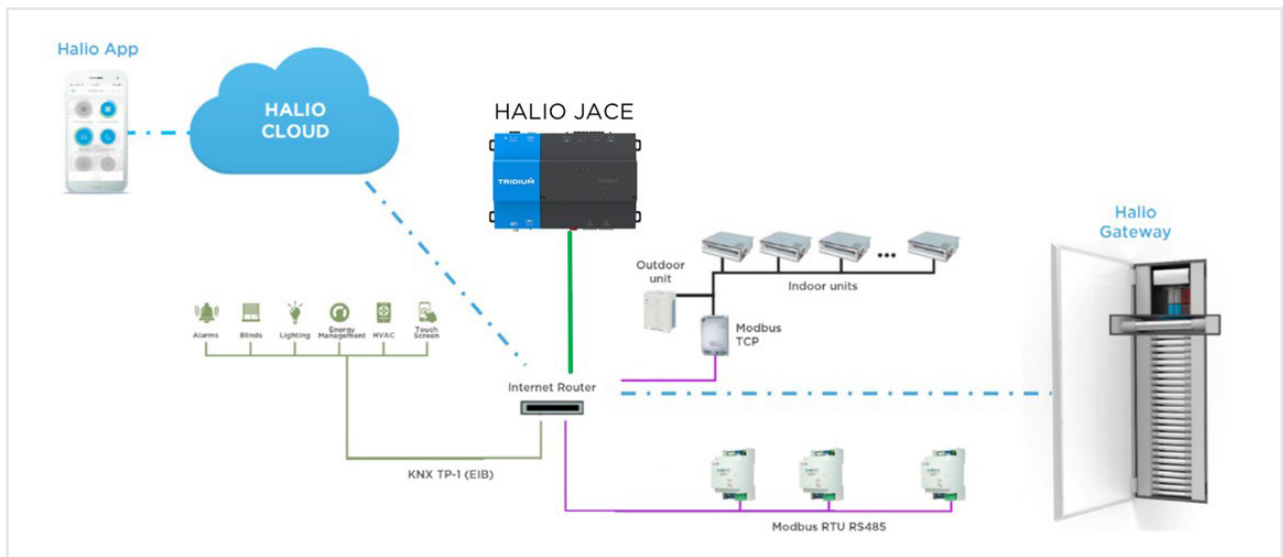 Halio App
HALIO
CLOUD
HALIO JACE
TRIDIUM
Halio
Gateway
Outdoor
unit
Indoor units
Modbus
TCP
Alarms
Blinds
Lighting
Energy
Management
HVAC
Touch
Screen
Internet Router
KNX TP-1 (EIB)
Modbus RTU RS485